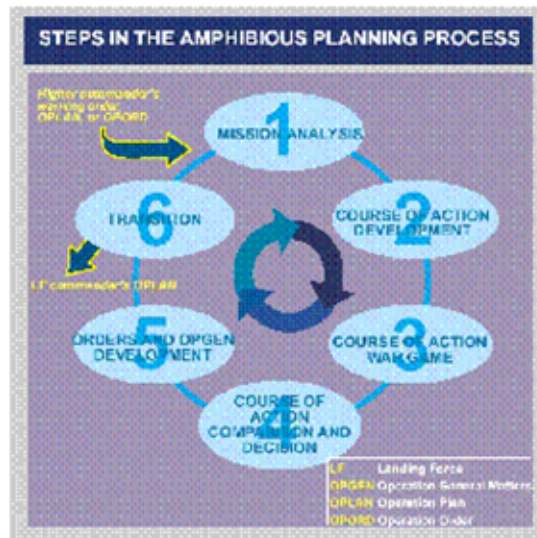 STEPS IN THE AMPHIBIOUS PLANNING PROCESS
Higher commander's
warning order,
OPLAN, or OPORD
1
MISSION ANALYSIS
2
COURSE OF ACTION
DEVELOPMENT
3
COURSE OF ACTION
WAR GAME
4
COURSE OF
ACTION
COMPARISON AND
DECISION
5
ORDERS AND OPGEN
DEVELOPMENT
6
TRANSITION
LF commander's OPLAN
LF Landing Force
OPGEN Operation General Matters
OPLAN Operation Plan
OPORD Operation Order